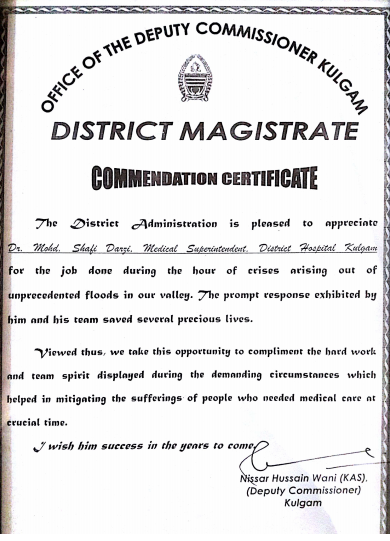 OFFICE OF THE DEPUTY COMMISSIONER KULGAM
DISTRICT MAGISTRATE
COMMENDATION CERTIFICATE
The District Administration is pleased to appreciate
Dr. Mohd. Shafi Darzi, Medical Superintendent, District Hospital Kulgam
for the job done during the hour of crises arising out of
unprecedented floods in our valley. The prompt response exhibited by
him and his team saved several precious lives.
Viewed thus, we take this opportunity to compliment the hard work
and team spirit displayed during the demanding circumstances which
helped in mitigating the sufferings of people who needed medical care at
crucial time.
I wish him success in the years to come.
Nissar Hussain Wani (KAS),
(Deputy Commissioner)
Kulgam